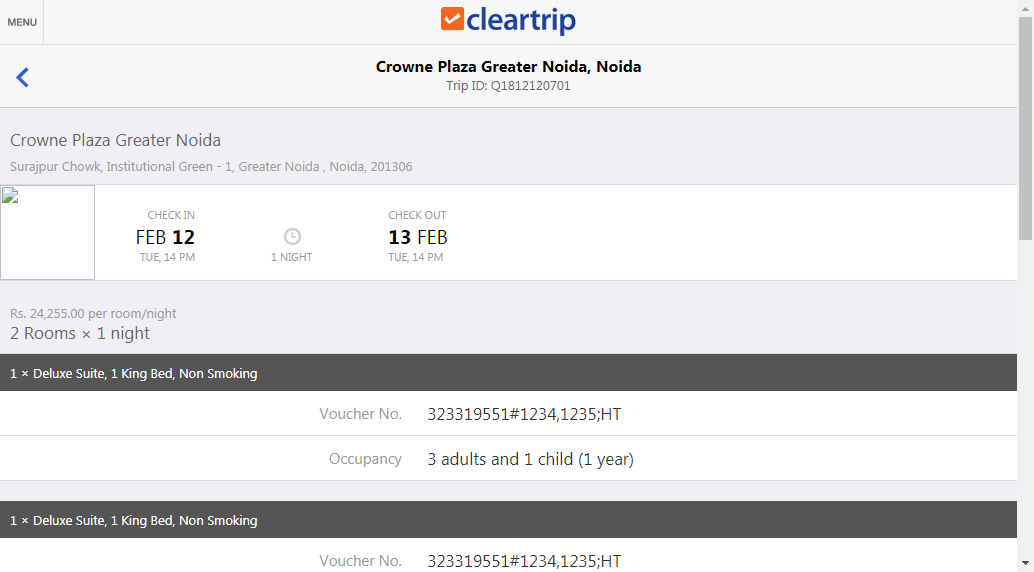 MENU
cleartrip
Crowne Plaza Greater Noida, Noida
Trip ID: Q1812120701
Crowne Plaza Greater Noida
Surajpur Chowk, Institutional Green - 1, Greater Noida , Noida, 201306
CHECK IN
FEB 12
TUE, 14 PM
1 NIGHT
CHECK OUT
13 FEB
TUE, 14 PM
Rs. 24,255.00 per room/night
2 Rooms × 1 night
1 × Deluxe Suite, 1 King Bed, Non Smoking
Voucher No. 323319551#1234,1235;HT
Occupancy 3 adults and 1 child (1 year)
1 × Deluxe Suite, 1 King Bed, Non Smoking
Voucher No. 323319551#1234,1235;HT